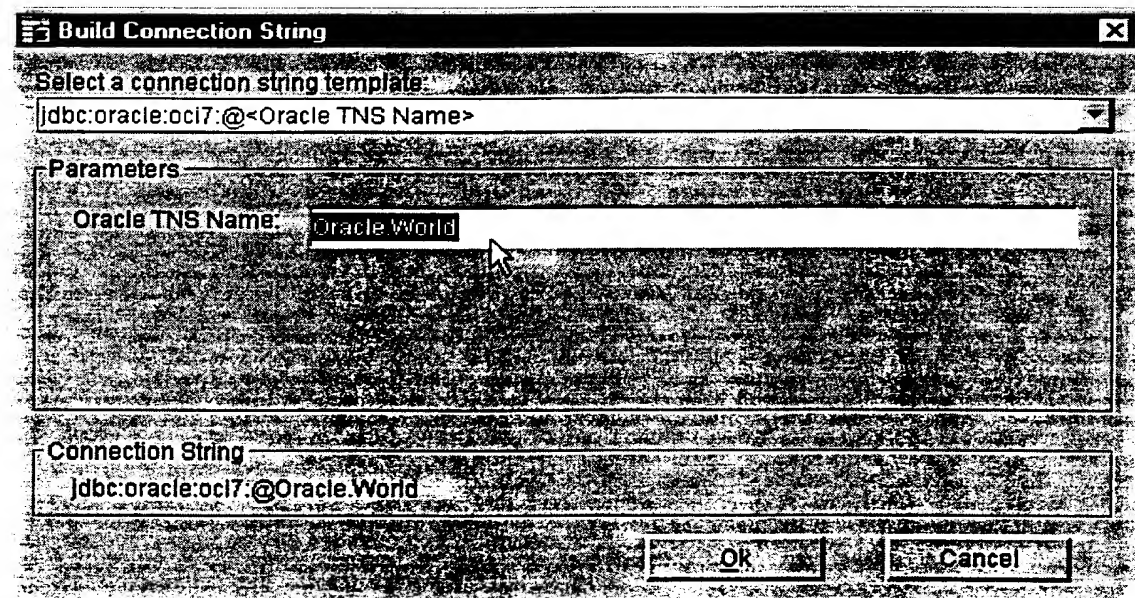 Build Connection String
Select a connection string template:
jdbc:oracle:oci7:@<Oracle TNS Name>
Parameters
Oracle TNS Name:
Oracle.World
Connection String
jdbc:oracle:oci7:@Oracle.World
Ok
Cancel